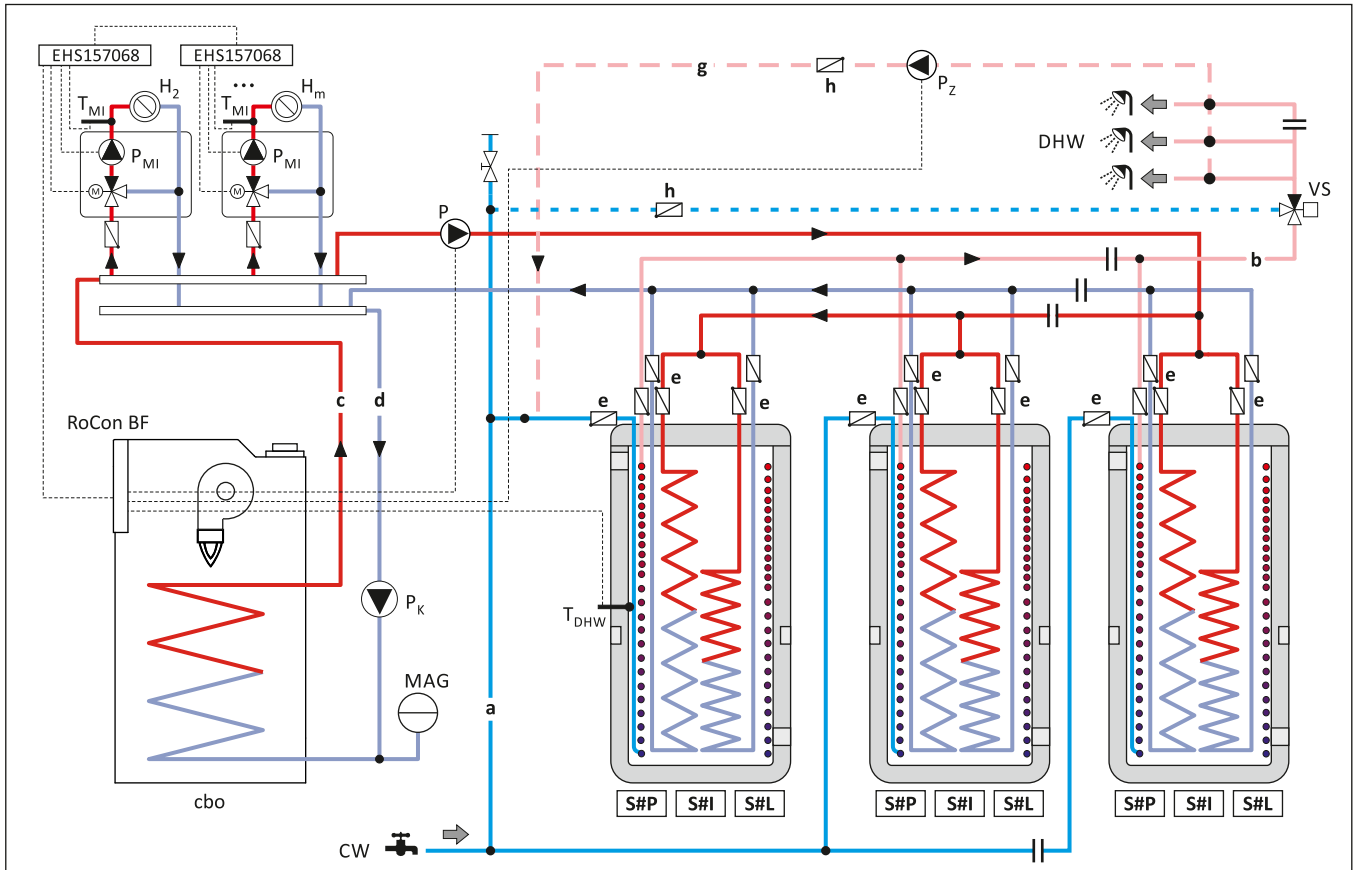 EHS157068
EHS157068
...
H2
Hm
TMI
TMI
PMI
PMI
M
M
g
h
PZ
DHW
h
VS
P
b
c
d
RoCon BF
e
e
e
e
e
e
e
e
e
TDHW
PK
MAG
a
cbo
S#P
S#I
S#L
S#P
S#I
S#L
S#P
S#I
S#L
CW